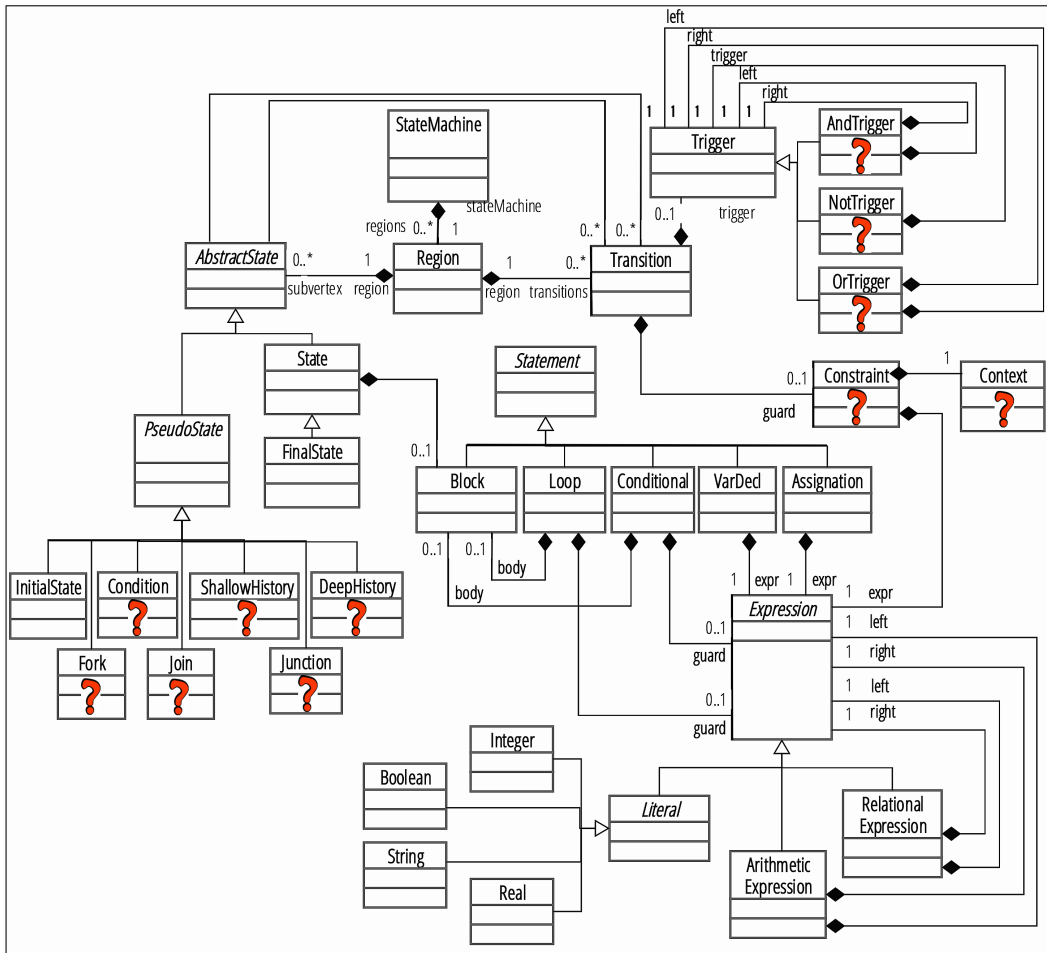 left
right
trigger
left
right
1 1 1 1 1
StateMachine
Trigger
AndTrigger
?
NotTrigger
?
OrTrigger
?
stateMachine
0..1 trigger
regions 0..* 1
0..* 0..*
AbstractState
0..* 1
subvertex region
Region
1 0..*
region transitions
Transition
State
Statement
0..1
guard
Constraint
?
1
Context
?
PseudoState
FinalState
0..1
Block
Loop
Conditional
VarDecl
Assignation
0..1 0..1
body
body
1 expr 1 expr
Expression
1 expr
1 left
1 right
1 left
1 right
0..1
guard
0..1
guard
InitialState
Condition
?
ShallowHistory
?
DeepHistory
?
Fork
?
Join
?
Junction
?
Integer
Boolean
String
Real
Literal
Relational
Expression
Arithmetic
Expression